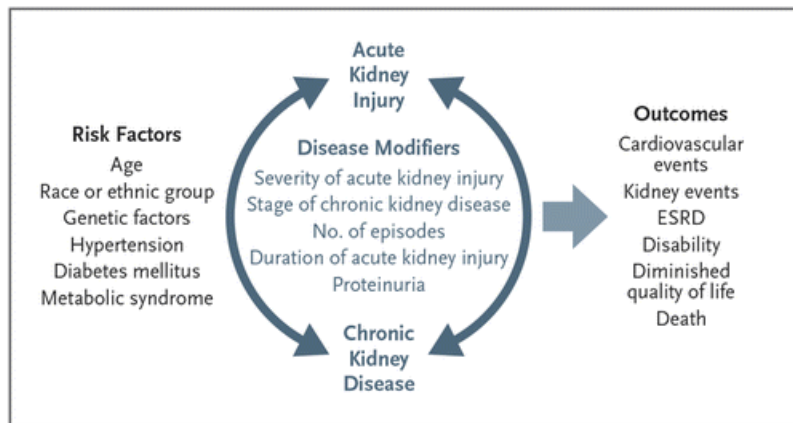 Acute
Kidney
Injury
Risk Factors
Age
Race or ethnic group
Genetic factors
Hypertension
Diabetes mellitus
Metabolic syndrome
Disease Modifiers
Severity of acute kidney injury
Stage of chronic kidney disease
No. of episodes
Duration of acute kidney injury
Proteinuria
Chronic
Kidney
Disease
Outcomes
Cardiovascular
events
Kidney events
ESRD
Disability
Diminished
quality of life
Death